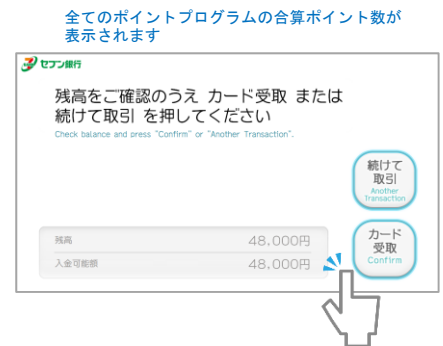 全てのポイントプログラムの合算ポイント数が
表示されます
セブン銀行
残高をご確認のうえ カード受取 または
続けて取引 を押してください
Check balance and press "Confirm" or "Another Transaction".
続けて
取引
Another
Transaction
残高 48,000円
入金可能額 48,000円
カード
受取
Confirm